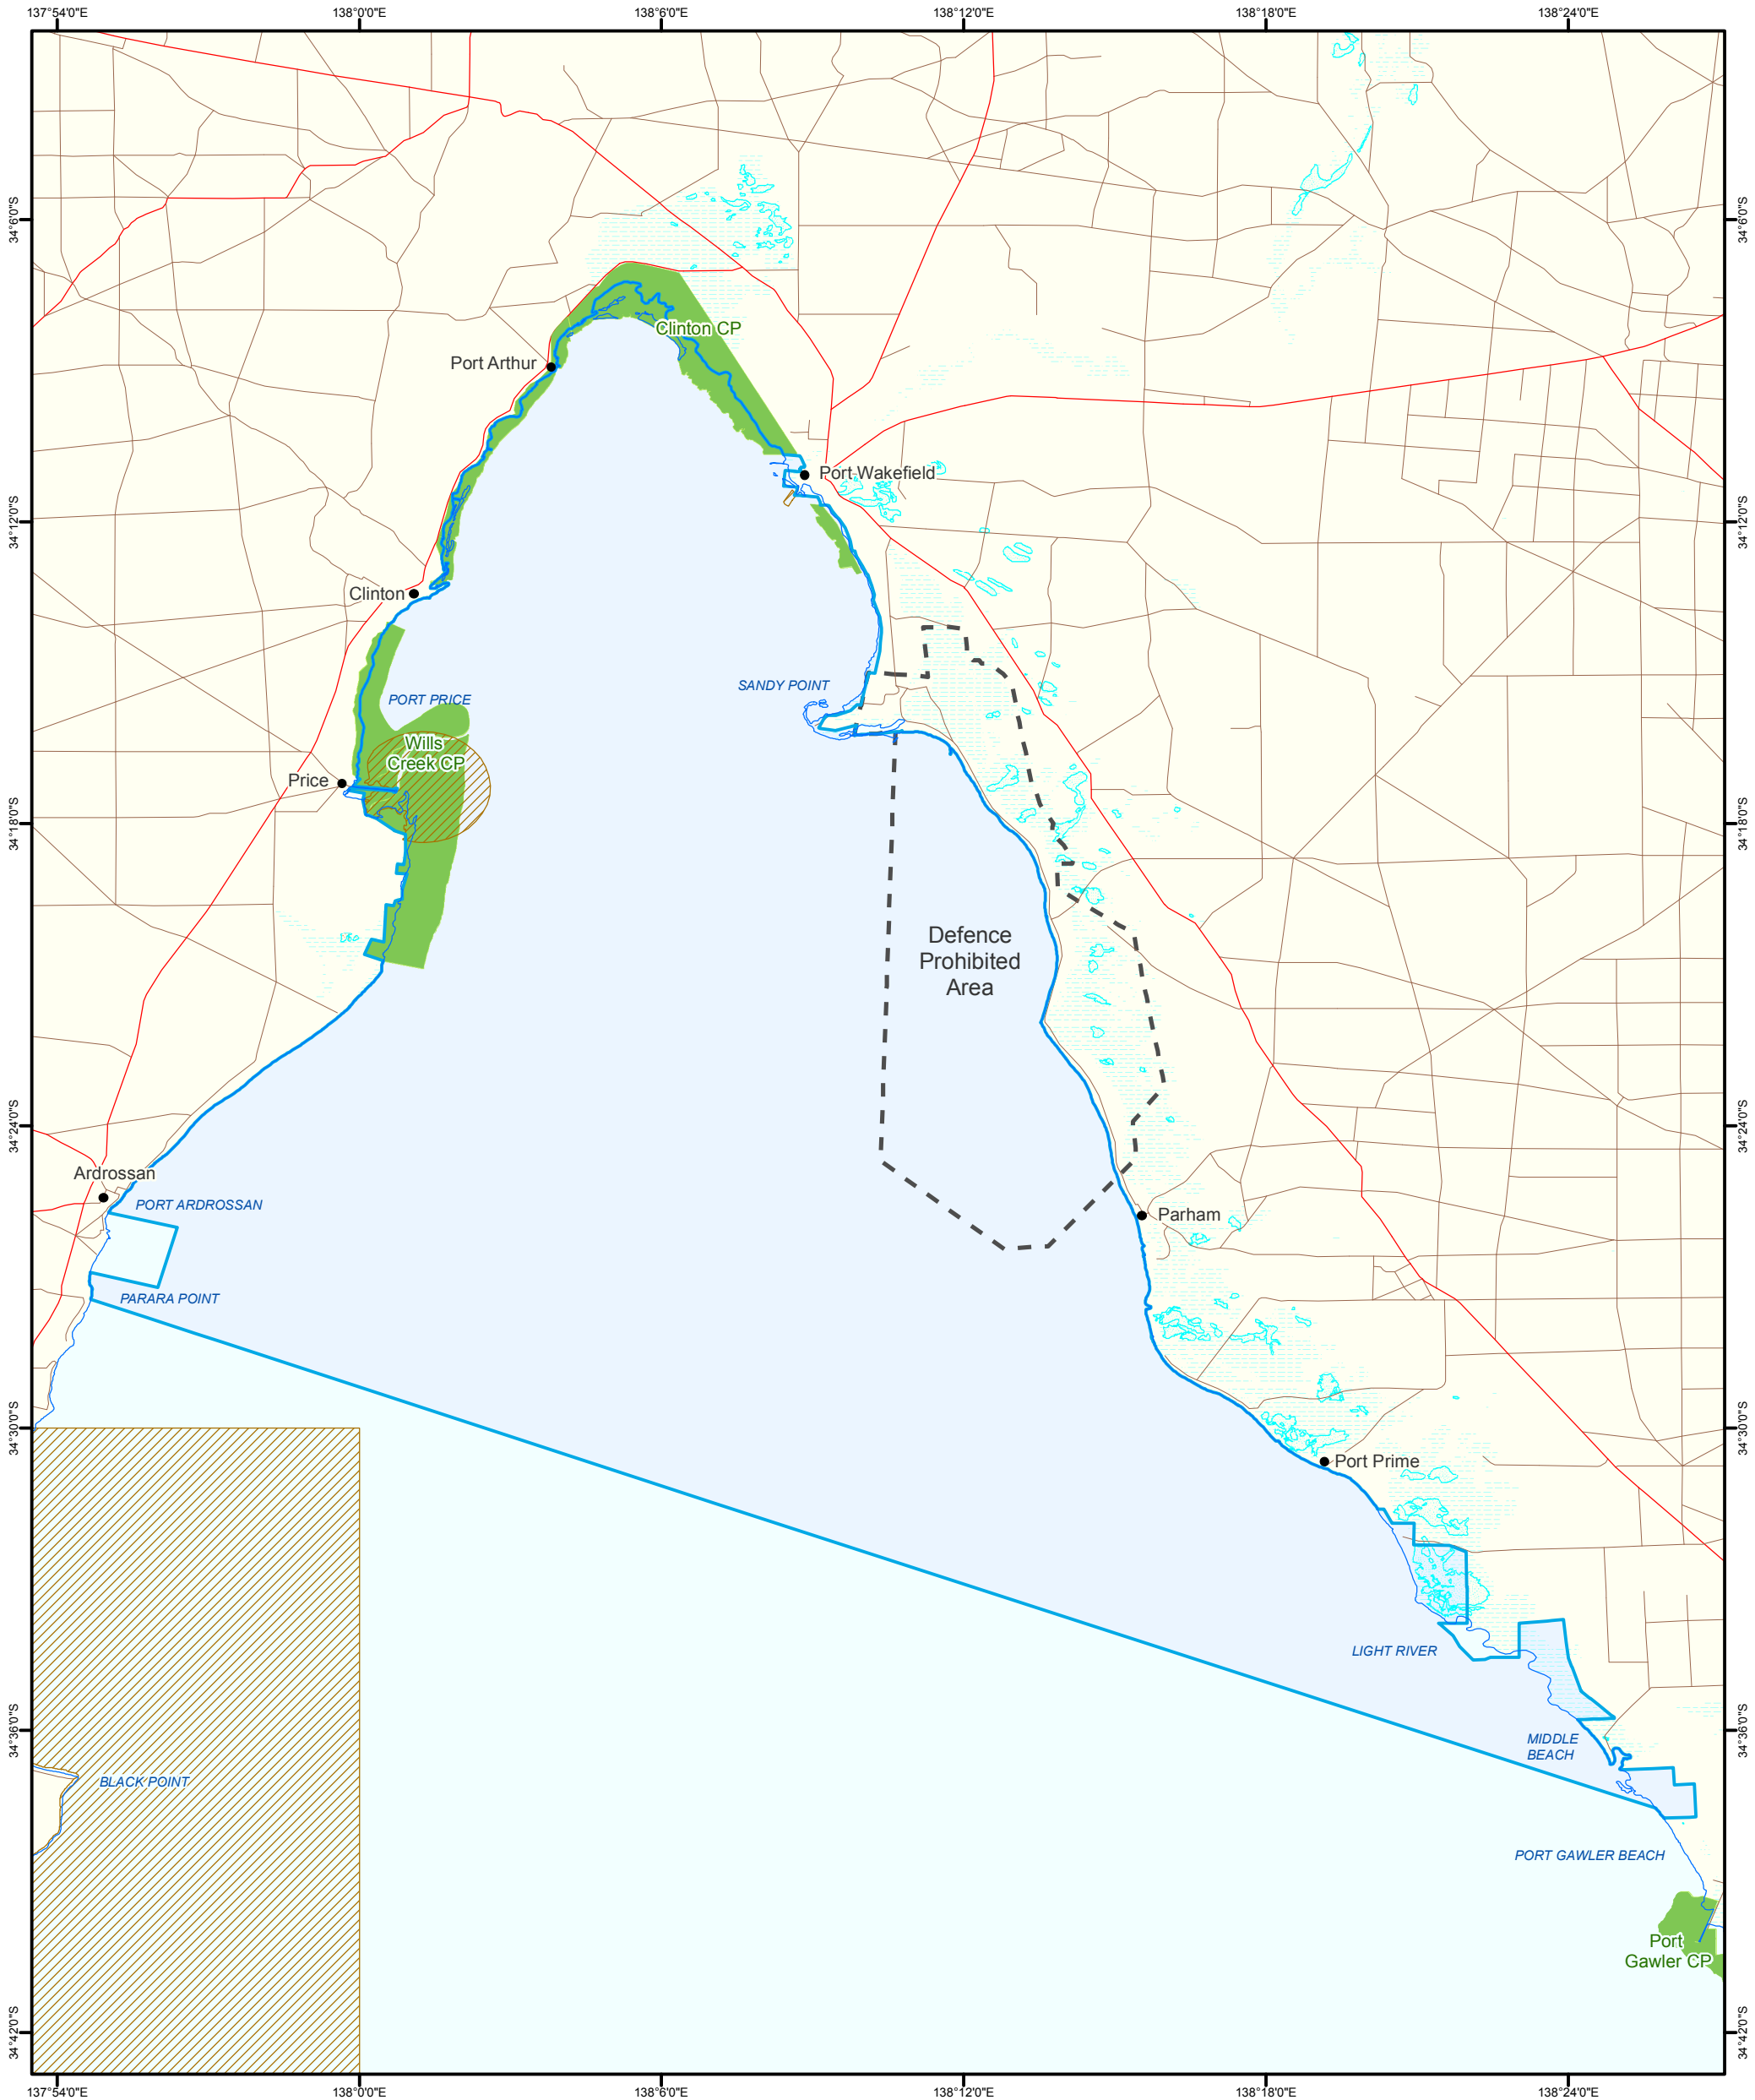 137°54'0"E
138°0'0"E
138°6'0"E
138°12'0"E
138°18'0"E
138°24'0"E
34°6'0"S
34°6'0"S
Clinton CP
Port Arthur
Port Wakefield
34°12'0"S
34°12'0"S
Clinton
SANDY POINT
PORT PRICE
Wills
Creek CP
Price
34°18'0"S
34°18'0"S
Defence
Prohibited
Area
34°24'0"S
34°24'0"S
Ardrossan
PORT ARDROSSAN
Parham
PARARA POINT
34°30'0"S
34°30'0"S
Port Prime
LIGHT RIVER
34°36'0"S
34°36'0"S
MIDDLE
BEACH
BLACK POINT
PORT GAWLER BEACH
Port
Gawler CP
34°42'0"S
34°42'0"S
137°54'0"E
138°0'0"E
138°6'0"E
138°12'0"E
138°18'0"E
138°24'0"E